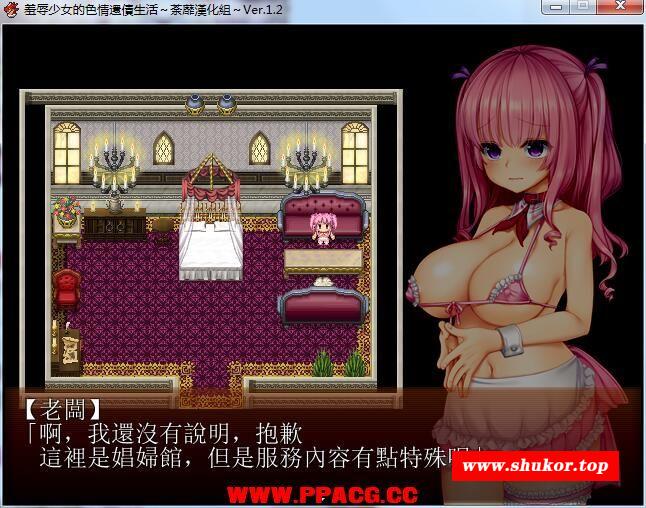 羞辱少女的色情還債生活～荼蘼漢化組～Ver.1.2
【老闆】
「啊，我還沒有說明，抱歉
這裡是娼婦館，但是服務內容有點特殊
www.shukor.top
WWW.PPACG.CC